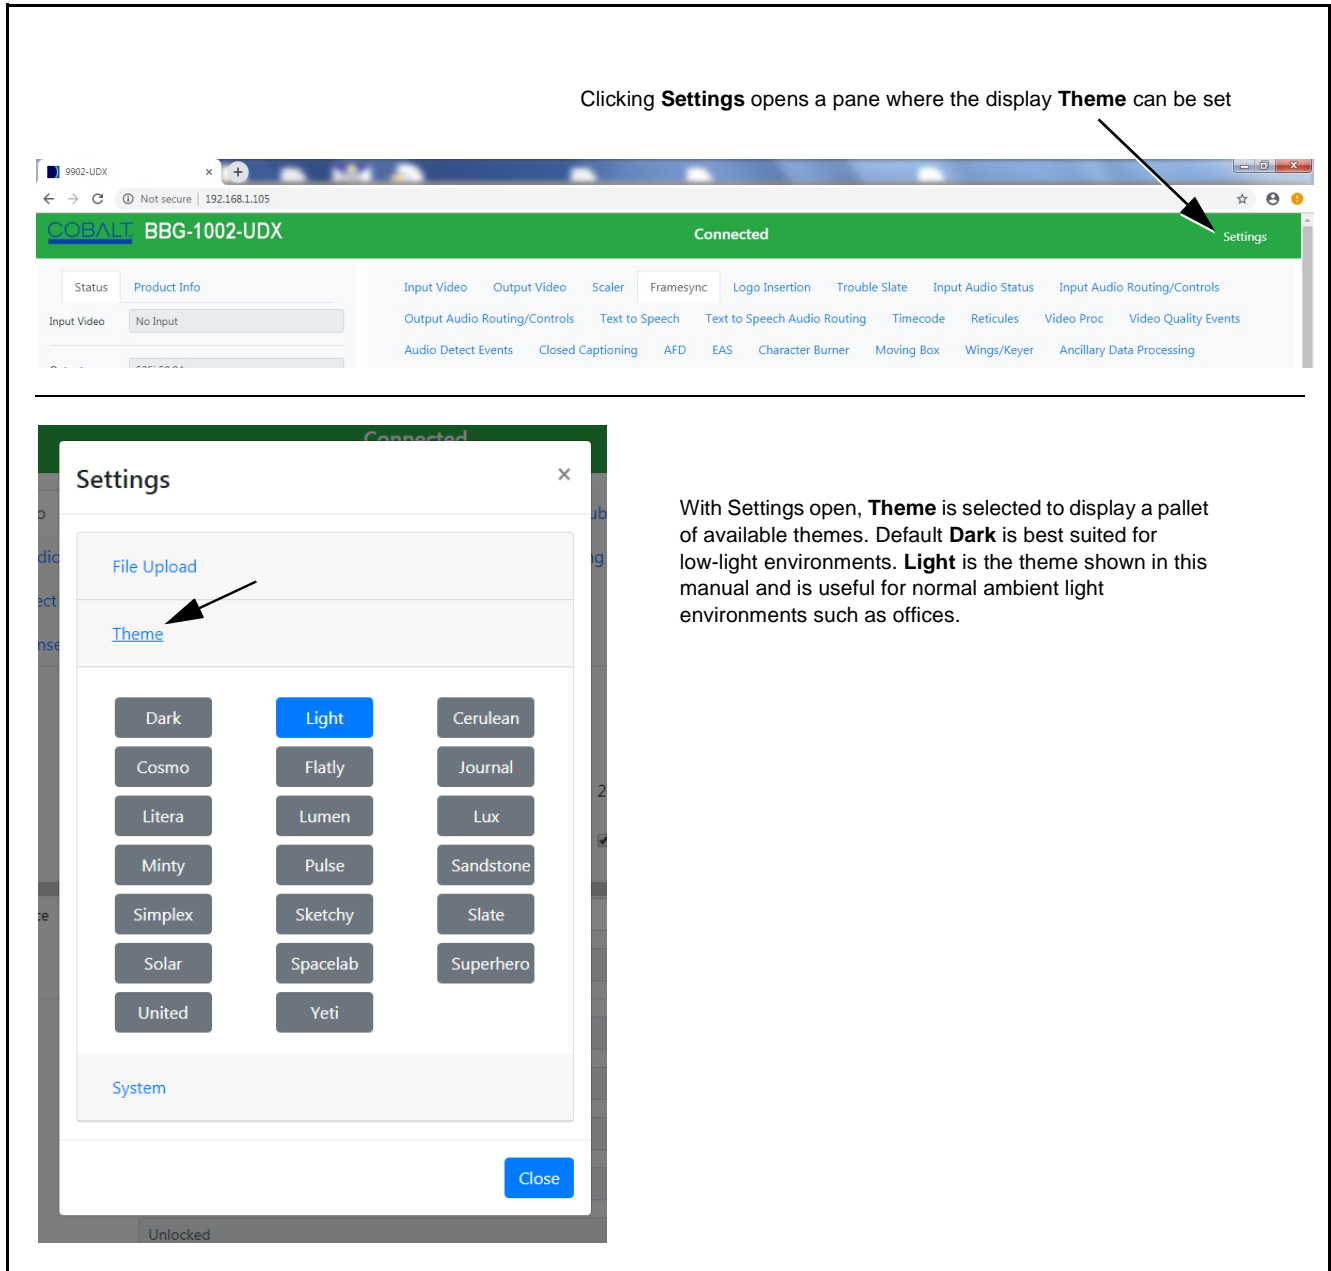 Clicking Settings opens a pane where the display Theme can be set
9902-UDX
Not secure | 192.168.1.105
COBALT BBG-1002-UDX
Connected
Settings
Status Product Info
Input Video No Input
Input Video Output Video Scaler Framesync Logo Insertion Trouble Slate Input Audio Status Input Audio Routing/Controls
Output Audio Routing/Controls Text to Speech Text to Speech Audio Routing Timecode Reticules Video Proc Video Quality Events
Audio Detect Events Closed Captioning AFD EAS Character Burner Moving Box Wings/Keyer Ancillary Data Processing
Connected
Settings
File Upload
Theme
Dark Light Cerulean
Cosmo Flatly Journal
Litera Lumen Lux
Minty Pulse Sandstone
Simplex Sketchy Slate
Solar Spacelab Superhero
United Yeti
System
Close
Unlocked
With Settings open, Theme is selected to display a pallet
of available themes. Default Dark is best suited for
low-light environments. Light is the theme shown in this
manual and is useful for normal ambient light
environments such as offices.